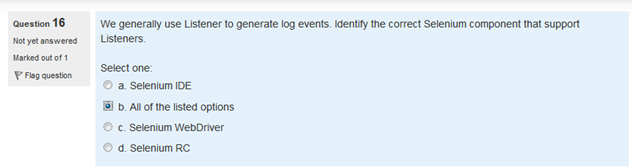 Question 16
Not yet answered
Marked out of 1
Flag question
We generally use Listener to generate log events. Identify the correct Selenium component that support
Listeners.
Select one:
a. Selenium IDE
b. All of the listed options
c. Selenium WebDriver
d. Selenium RC